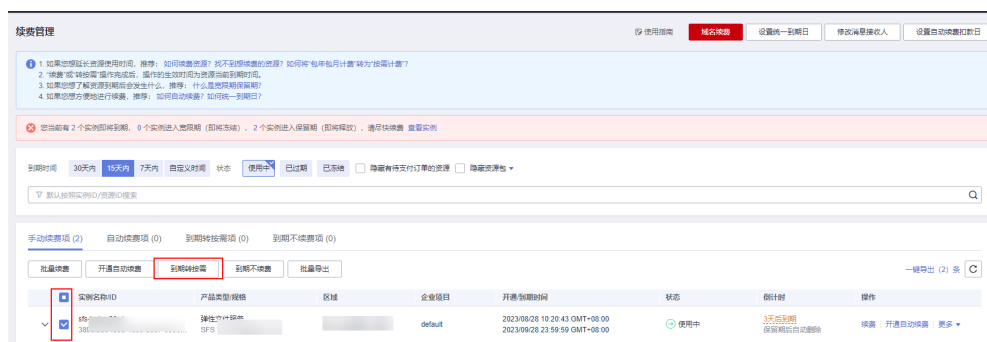 续费管理
使用指南 域名续费 设置统一到期日 修改消息接收人 设置自动续费扣款日
1. 如果您想延长资源使用时间，推荐： 如何续费资源？找不到想续费的资源？如何将“包年包月计费”转为“按需计费”？
2. “续费”或“转按需”操作完成后，操作的生效时间为资源当前到期时间。
3. 如果您想了解资源到期后会发生什么，推荐： 什么是宽限期保留期？
4. 如果您想方便地进行续费，推荐： 如何自动续费？如何统一到期日？
您当前有 2 个实例即将到期， 0 个实例进入宽限期（即将冻结）， 2 个实例进入保留期（即将释放），请尽快续费 查看实例
到期时间 30天内 15天内 7天内 自定义时间 状态 使用中 已过期 已冻结 隐藏有待支付订单的资源 隐藏资源包
默认按照实例ID/资源ID搜索
手动续费项 (2) 自动续费项 (0) 到期转按需项 (0) 到期不续费项 (0)
批量续费 开通自动续费 到期转按需 到期不续费 批量导出 一键导出 (2) 条
实例名称/ID 产品类型/规格 区域 企业项目 开通/到期时间 状态 倒计时 操作
弹性文件服务 2023/08/28 10:20:43 GMT+08:00 3天后到期
SFS default 2023/09/28 23:59:59 GMT+08:00 使用中 保留期后自动删除 续费 开通自动续费 更多